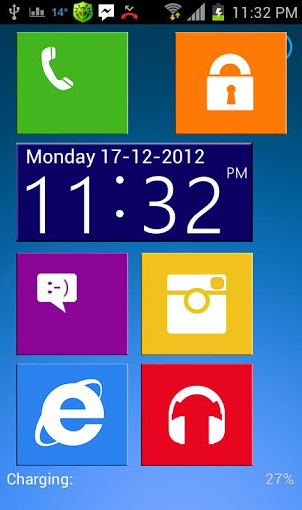 14° 11:32 PM
Monday 17-12-2012
11:32 PM
:-)
Charging: 27%